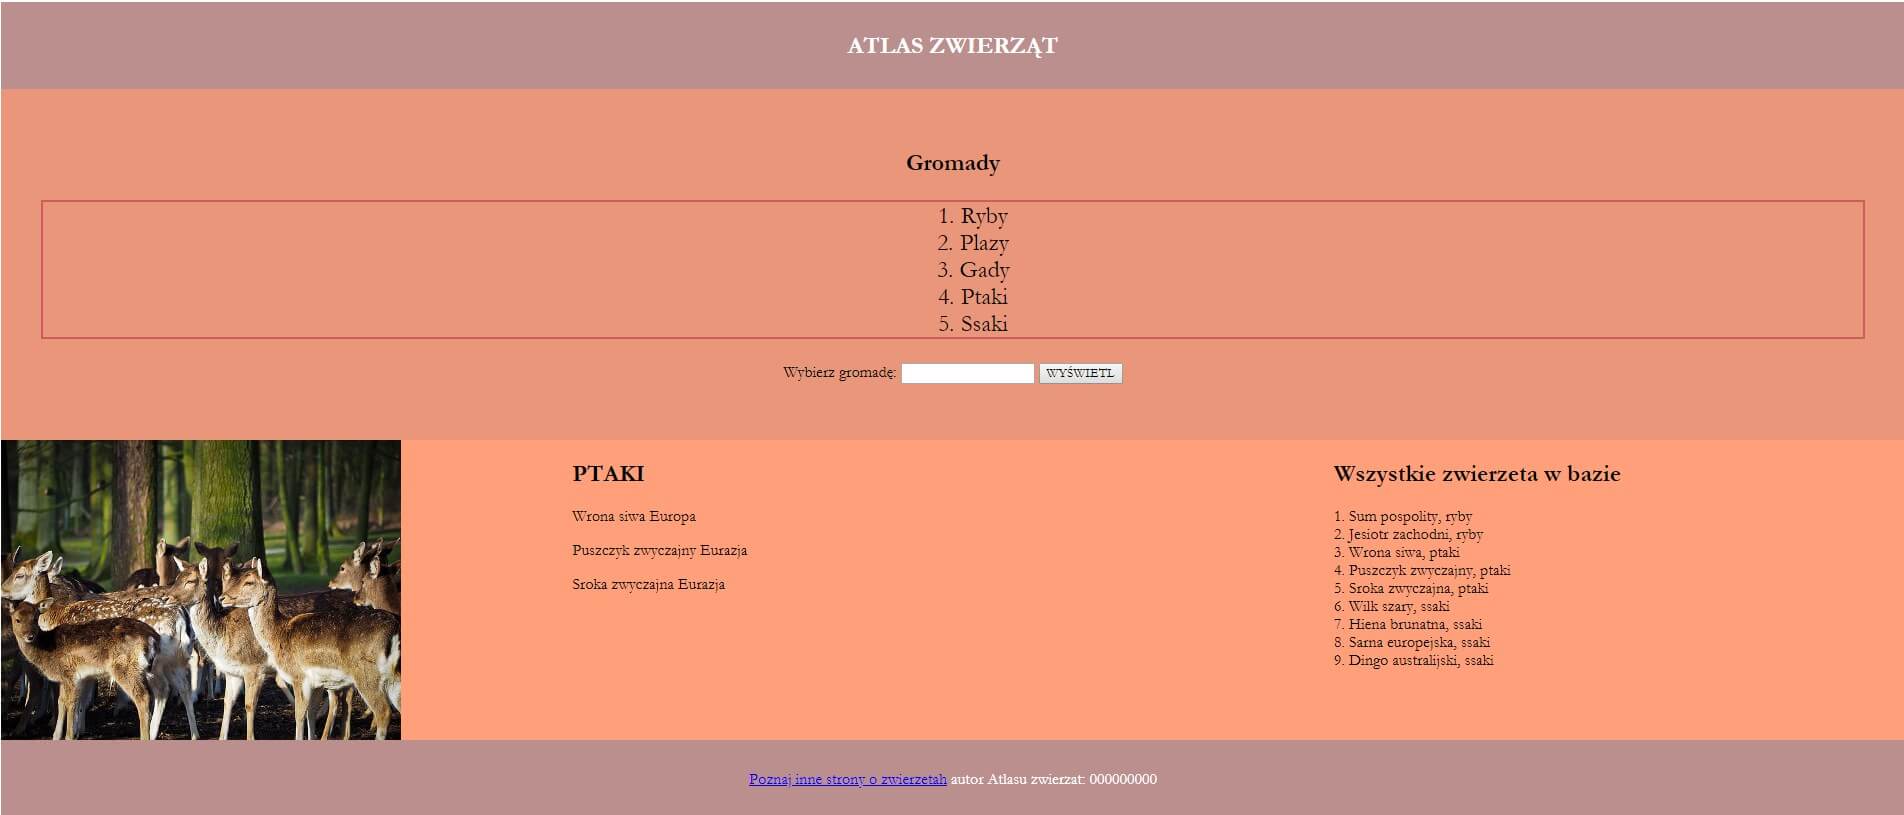 ATLAS ZWIERZĄT
Gromady
1. Ryby
2. Plazy
3. Gady
4. Ptaki
5. Ssaki
Wybierz gromadę: WYŚWIETL
PTAKI
Wrona siwa Europa
Puszczyk zwyczajny Eurazja
Sroka zwyczajna Eurazja
Wszystkie zwierzeta w bazie
1. Sum pospolity, ryby
2. Jesiotr zachodni, ryby
3. Wrona siwa, ptaki
4. Puszczyk zwyczajny, ptaki
5. Sroka zwyczajna, ptaki
6. Wilk szary, ssaki
7. Hiena brunatna, ssaki
8. Sarna europejska, ssaki
9. Dingo australijski, ssaki
Poznaj inne strony o zwierzetah autor Atlasu zwierzat: 000000000